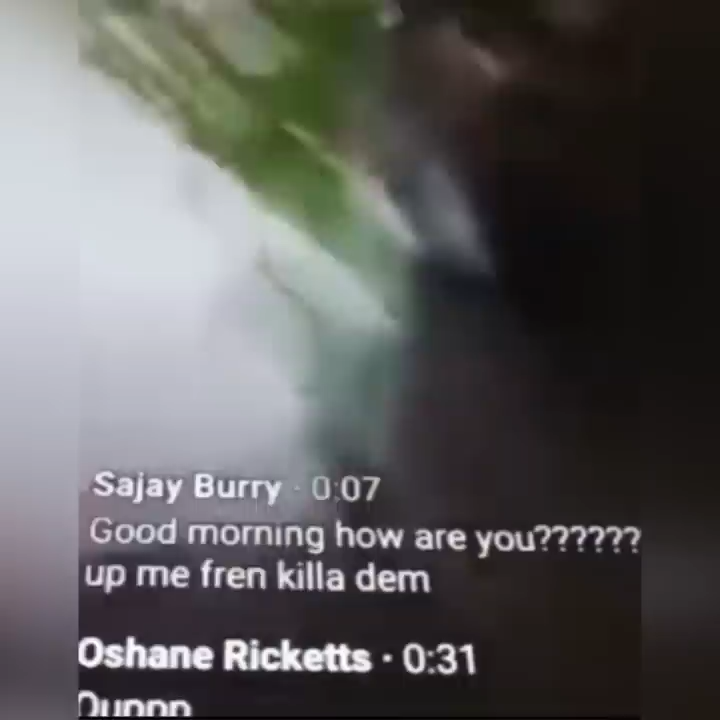 Sajay Burry · 0:07
Good morning how are you??????
up me fren killa dem
Oshane Ricketts · 0:31